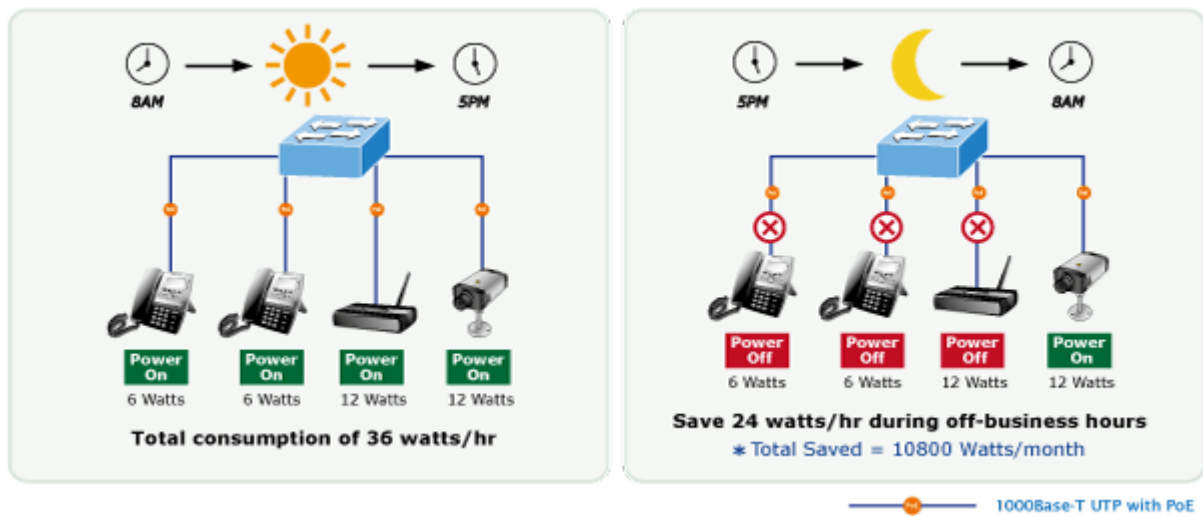 8AM
5PM
Power On
6 Watts
Power On
6 Watts
Power On
12 Watts
Power On
12 Watts
Total consumption of 36 watts/hr
5PM
8AM
Power Off
6 Watts
Power Off
6 Watts
Power Off
12 Watts
Power On
12 Watts
Save 24 watts/hr during off-business hours
* Total Saved = 10800 Watts/month
PoE 1000Base-T UTP with PoE